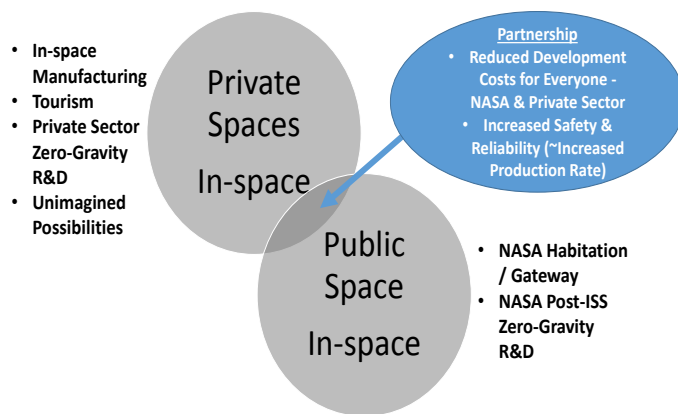 • In-space
Manufacturing
• Tourism
• Private Sector
Zero-Gravity
R&D
• Unimagined
Possibilities
Private
Spaces
In-space
Partnership
• Reduced Development
Costs for Everyone -
NASA & Private Sector
• Increased Safety &
Reliability (~Increased
Production Rate)
Public
Space
In-space
• NASA Habitation
/ Gateway
• NASA Post-ISS
Zero-Gravity
R&D